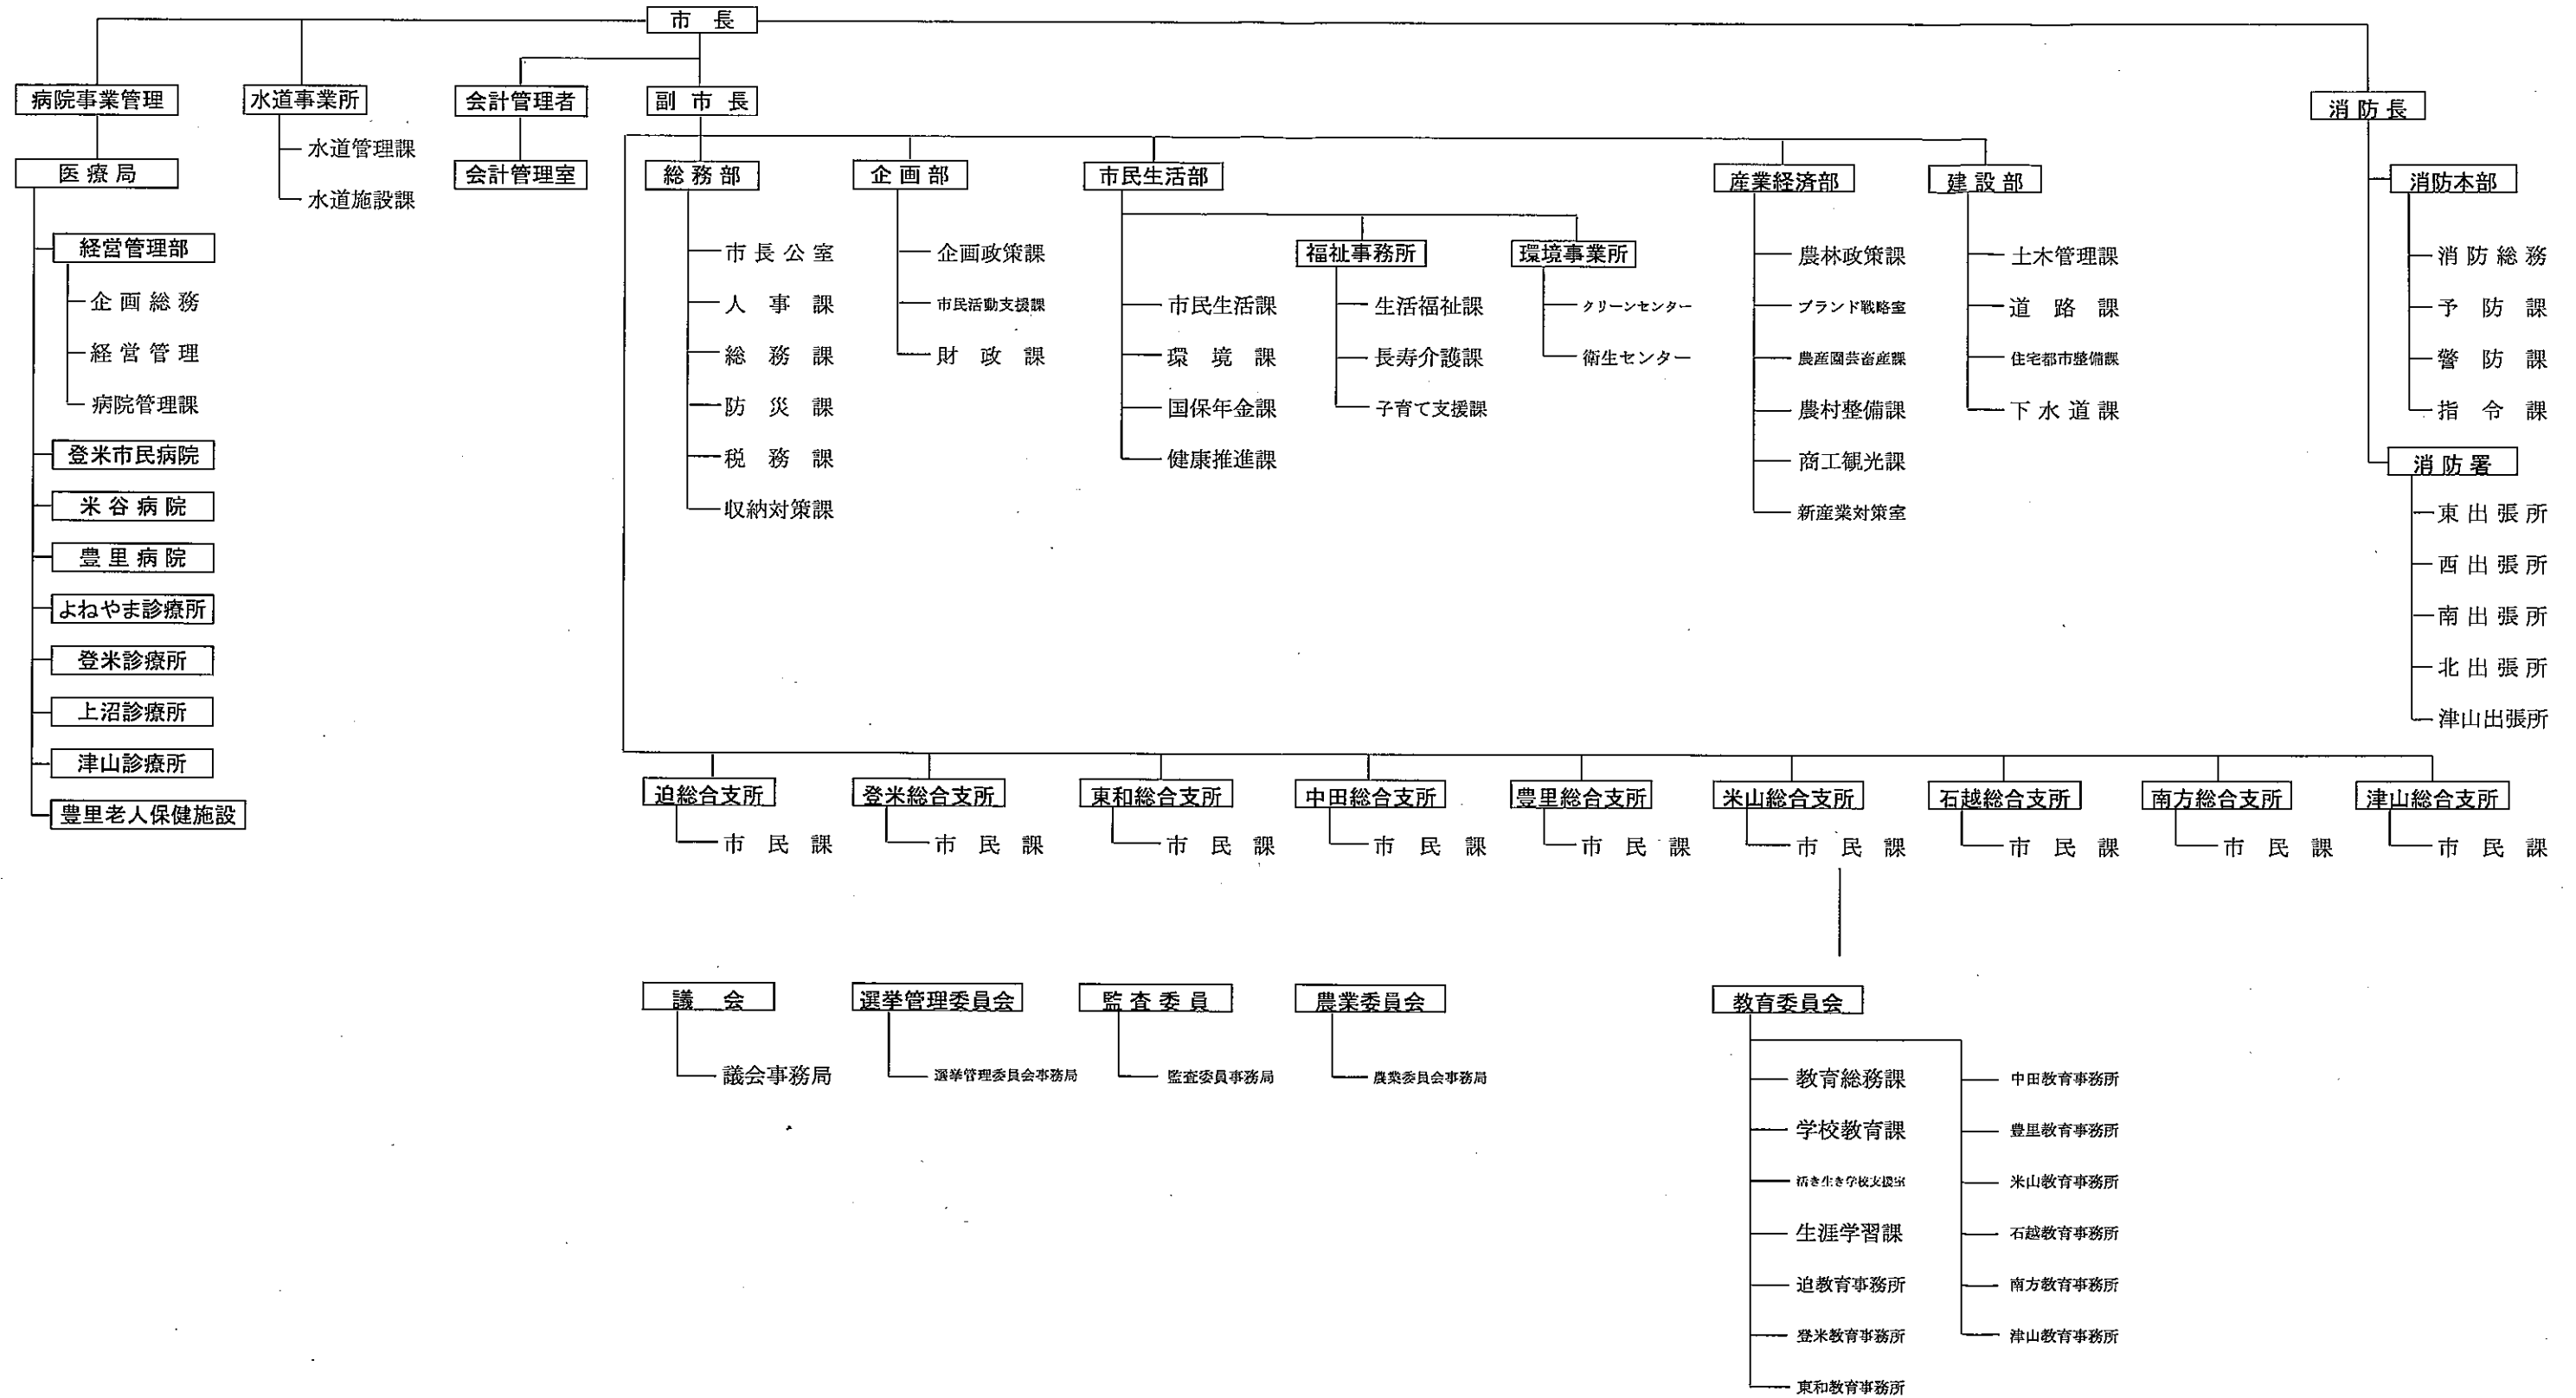 市長
病院事業管理
水道事業所
会計管理者
副市長
消防長
医療局
水道管理課
水道施設課
会計管理室
総務部
企画部
市民生活部
産業経済部
建設部
消防本部
経営管理部
企画総務
経営管理
病院管理課
登米市民病院
米谷病院
豊里病院
よねやま診療所
登米診療所
上沼診療所
津山診療所
豊里老人保健施設
市長公室
人事課
総務課
防災課
税務課
収納対策課
企画政策課
市民活動支援課
財政課
市民生活課
環境課
国保年金課
健康推進課
福祉事務所
生活福祉課
長寿介護課
子育て支援課
環境事業所
クリーンセンター
衛生センター
農林政策課
ブランド戦略室
農産園芸畜産課
農村整備課
商工観光課
新産業対策室
土木管理課
道路課
住宅都市整備課
下水道課
消防総務
予防課
警防課
指令課
消防署
東出張所
西出張所
南出張所
北出張所
津山出張所
迫総合支所
市民課
登米総合支所
市民課
東和総合支所
市民課
中田総合支所
市民課
豊里総合支所
市民課
米山総合支所
市民課
石越総合支所
市民課
南方総合支所
市民課
津山総合支所
市民課
議会
議会事務局
選挙管理委員会
選挙管理委員会事務局
監査委員
監査委員事務局
農業委員会
農業委員会事務局
教育委員会
教育総務課
学校教育課
活き生き学校支援室
生涯学習課
迫教育事務所
登米教育事務所
東和教育事務所
中田教育事務所
豊里教育事務所
米山教育事務所
石越教育事務所
南方教育事務所
津山教育事務所